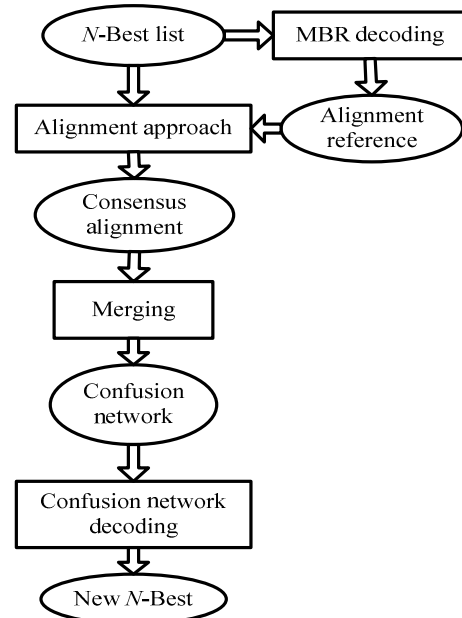 N-Best list
MBR decoding
Alignment approach
Alignment
reference
Consensus
alignment
Merging
Confusion
network
Confusion network
decoding
New N-Best